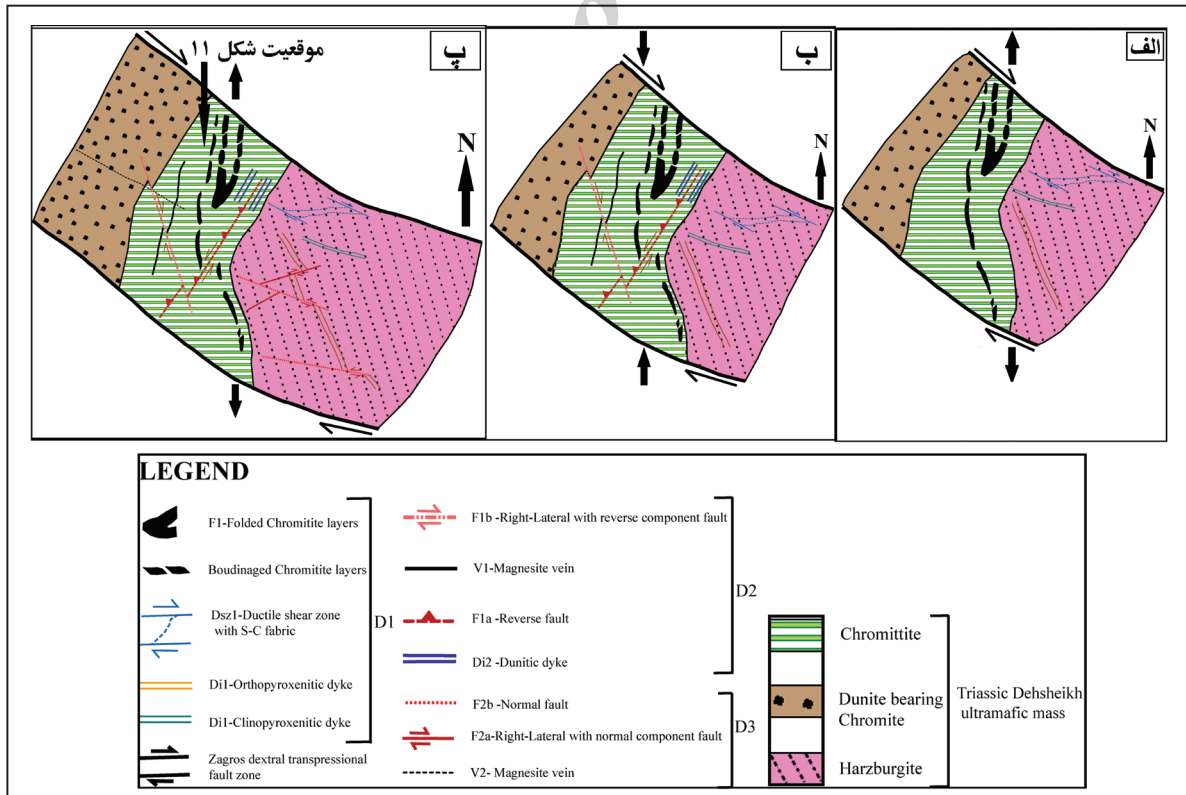 موقعیت شکل ۱۱
پ
N
ب
N
الف
N
LEGEND
F1-Folded Chromitite layers
Boudinaged Chromitite layers
Dsz1-Ductile shear zone
with S-C fabric
Di1-Orthopyroxenitic dyke
Di1-Clinopyroxenitic dyke
D1
Zagros dextral transpressional
fault zone
F1b -Right-Lateral with reverse component fault
V1-Magnesite vein
F1a -Reverse fault
Di2 -Dunitic dyke
D2
F2b -Normal fault
F2a-Right-Lateral with normal component fault
V2- Magnesite vein
D3
Chromittite
Dunite bearing
Chromite
Harzburgite
Triassic Dehsheikh
ultramafic mass